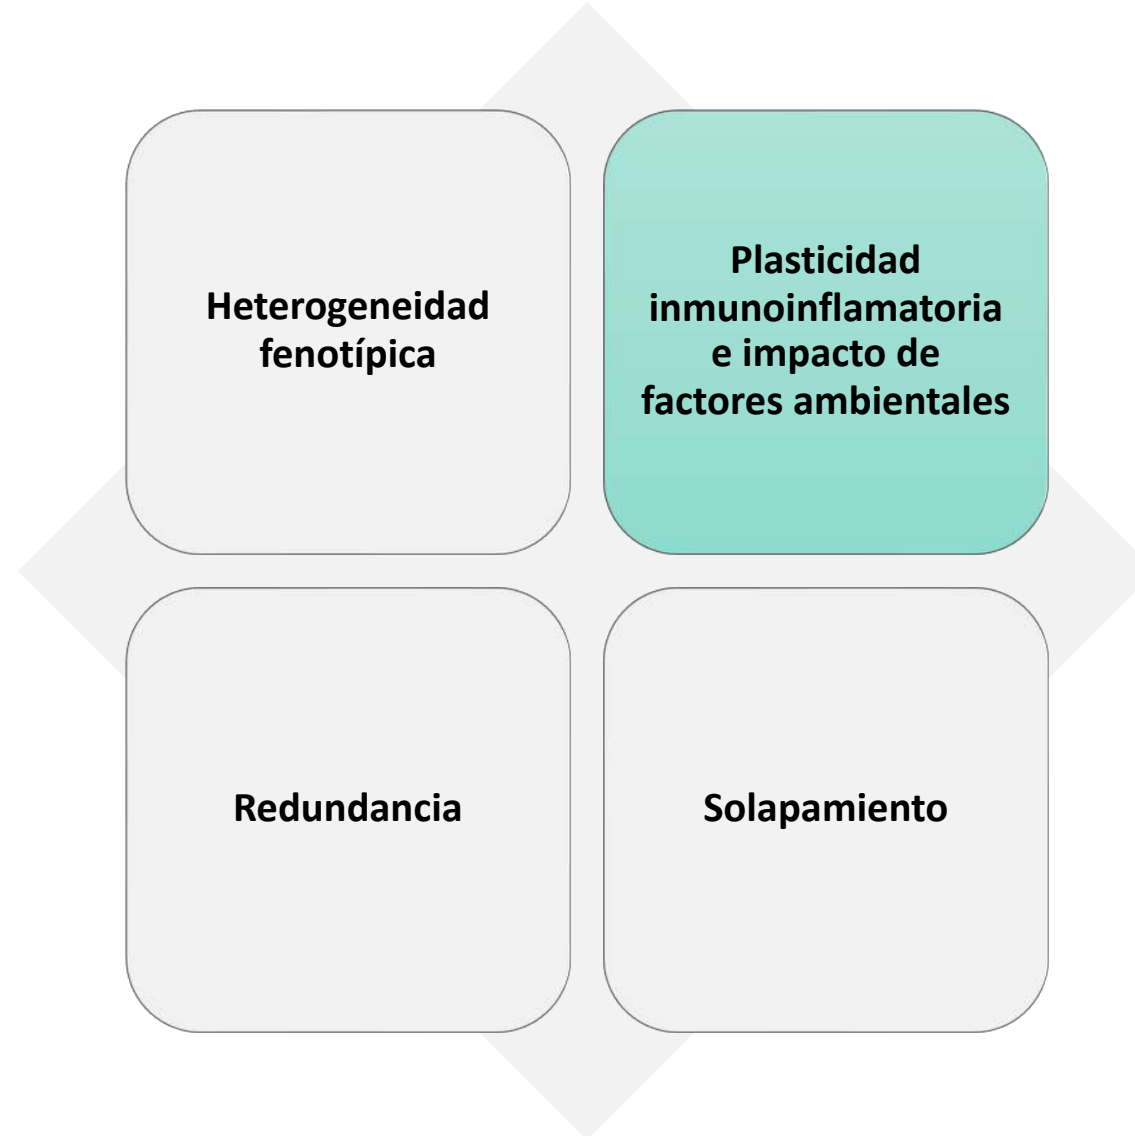 Heterogeneidad
fenotípica
Plasticidad
inmunoinflamatoria
e impacto de
factores ambientales
Redundancia
Solapamiento